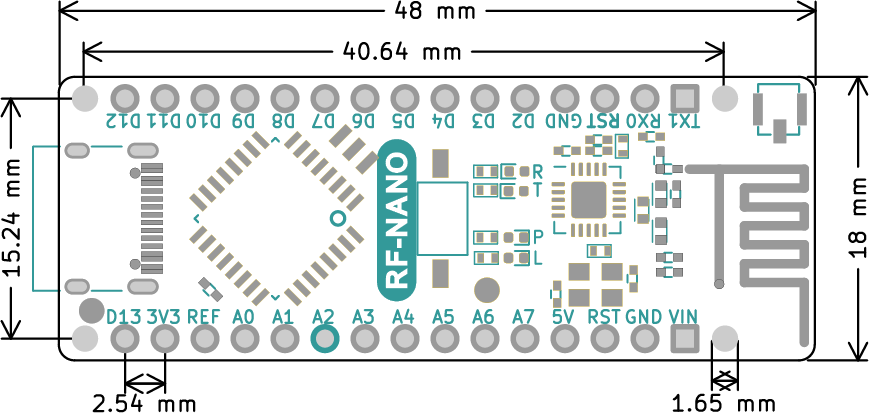 48 mm
40.64 mm
D12 D11 D10 D9 D8 D7 D6 D5 D4 D3 D2 GND RST RX0 TX1
15.24 mm
RF-NANO
R
T
P
L
18 mm
D13 3V3 REF A0 A1 A2 A3 A4 A5 A6 A7 5V RST GND VIN
2.54 mm
1.65 mm